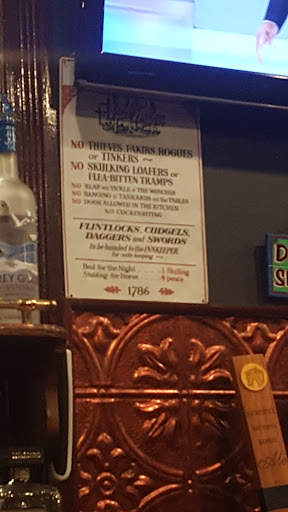 NO THIEVES FAKIRS ROGUES
or TINKERS
NO SKULKING LOAFERS or
FLEA-BITTEN TRAMPS
NO SLAP an' TICKLE o' THE WENCHES
NO BANGING o' TANKARDS on the TABLES
NO DOGS ALLOWED IN THE KITCHEN
NO COCKFIGHTING
FLINTLOCKS, CUDGELS,
DAGGERS and SWORDS
to be handed to the INNKEEPER
for safe-keeping
Bed for the Night 1 Shilling
Stabling for Horse 4 pence
1786
REY G
D
S
Ale